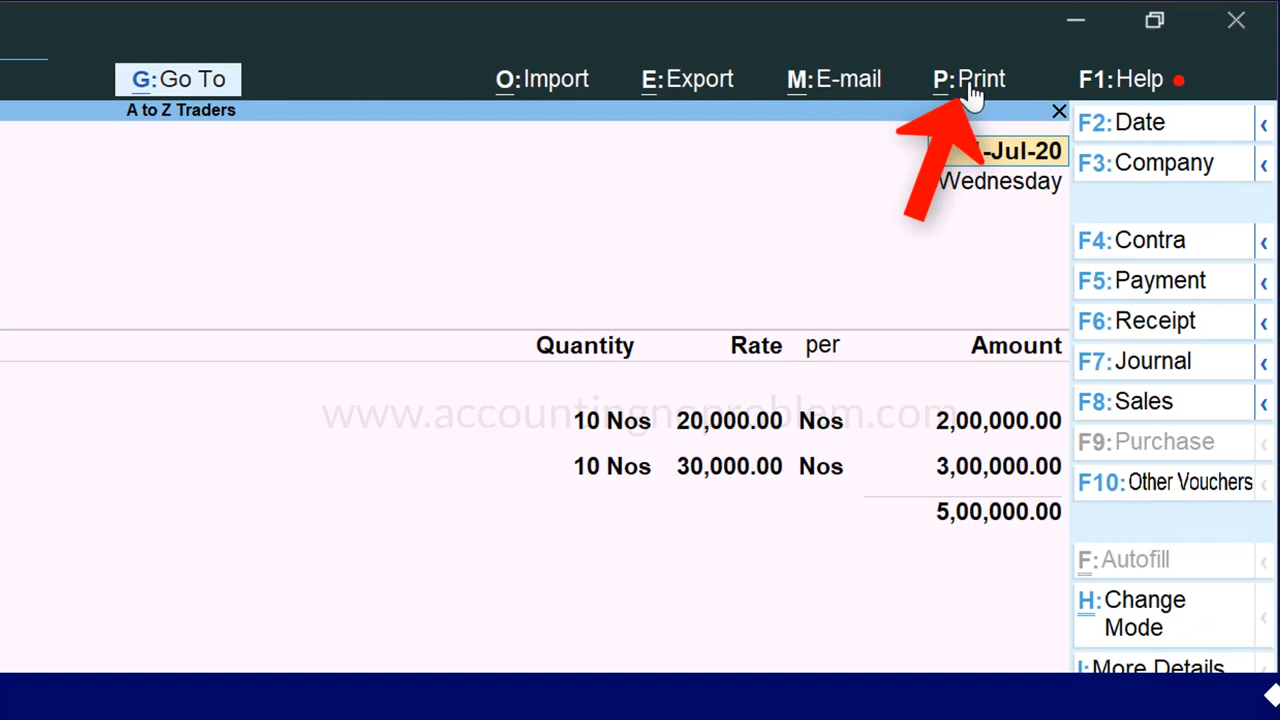 G:Go To
O:Import
E:Export
M:E-mail
P:Print
F1:Help
A to Z Traders
-Jul-20
Wednesday
F2:Date
F3:Company
F4:Contra
F5:Payment
F6:Receipt
F7:Journal
F8:Sales
F9:Purchase
F10:Other Vouchers
F:Autofill
H:Change
Mode
I:More Details
Quantity Rate per Amount
www.accountingnoproblem.com
10 Nos 20,000.00 Nos 2,00,000.00
10 Nos 30,000.00 Nos 3,00,000.00
5,00,000.00